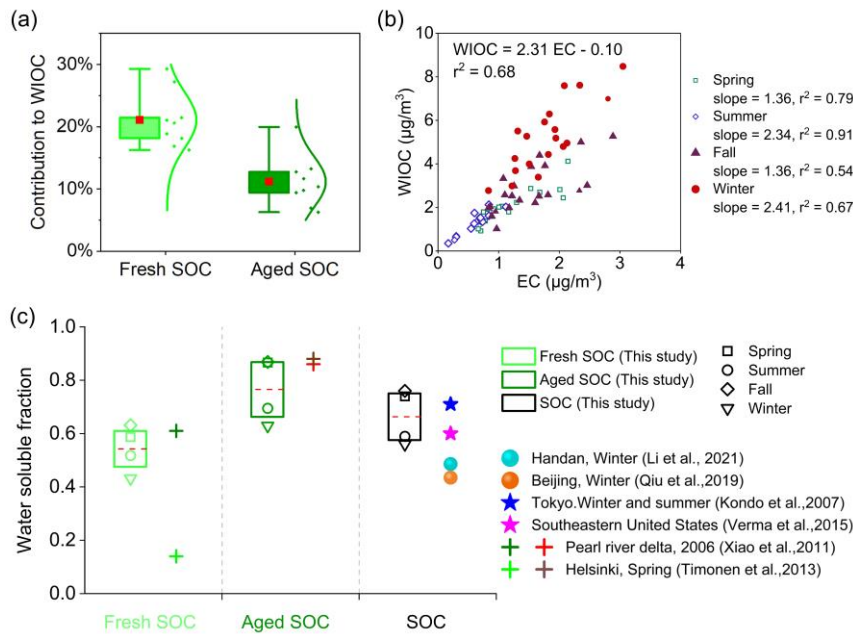 (a)
Contribution to WIOC
30%
20%
10%
0%
Fresh SOC
Aged SOC
(b)
WIOC (μg/m³)
10
8
6
4
2
0
WIOC = 2.31 EC - 0.10
r² = 0.68
0
1
2
3
4
EC (μg/m³)
Spring
slope = 1.36, r² = 0.79
Summer
slope = 2.34, r² = 0.91
Fall
slope = 1.36, r² = 0.54
Winter
slope = 2.41, r² = 0.67
(c)
Water soluble fraction
1.0
0.8
0.6
0.4
0.2
0.0
Fresh SOC
Aged SOC
SOC
Fresh SOC (This study)
Aged SOC (This study)
SOC (This study)
Spring
Summer
Fall
Winter
Handan, Winter (Li et al., 2021)
Beijing, Winter (Qiu et al.,2019)
Tokyo.Winter and summer (Kondo et al.,2007)
Southeastern United States (Verma et al.,2015)
Pearl river delta, 2006 (Xiao et al.,2011)
Helsinki, Spring (Timonen et al.,2013)